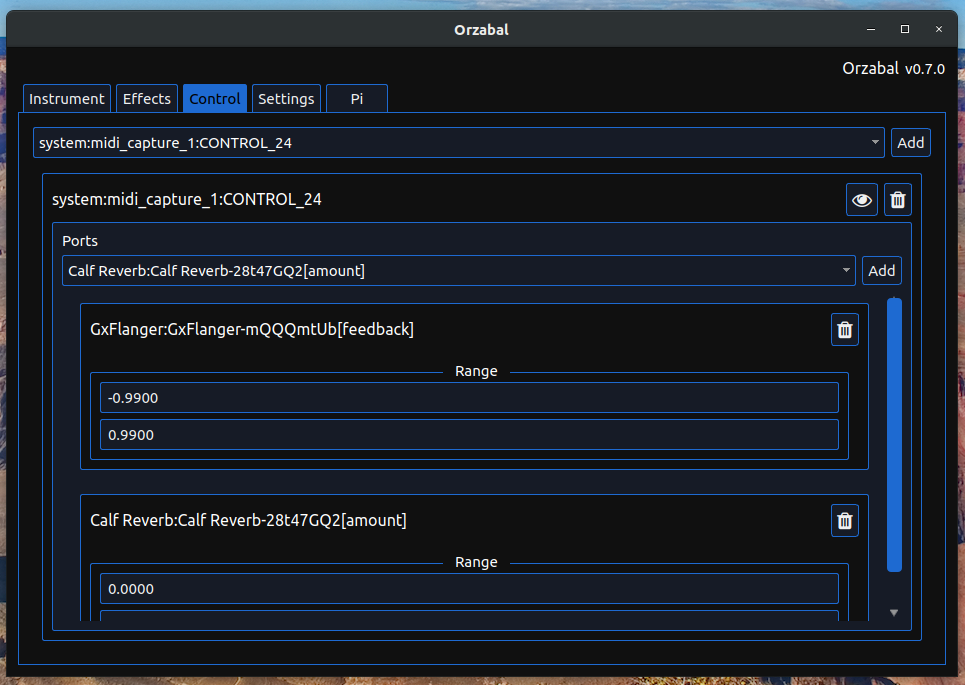 Orzabal
Orzabal v0.7.0
Instrument Effects Control Settings Pi
system:midi_capture_1:CONTROL_24 Add
system:midi_capture_1:CONTROL_24
Ports
Calf Reverb:Calf Reverb-28t47GQ2[amount] Add
GxFlanger:GxFlanger-mQQQmtUb[feedback]
Range
-0.9900
0.9900
Calf Reverb:Calf Reverb-28t47GQ2[amount]
Range
0.0000